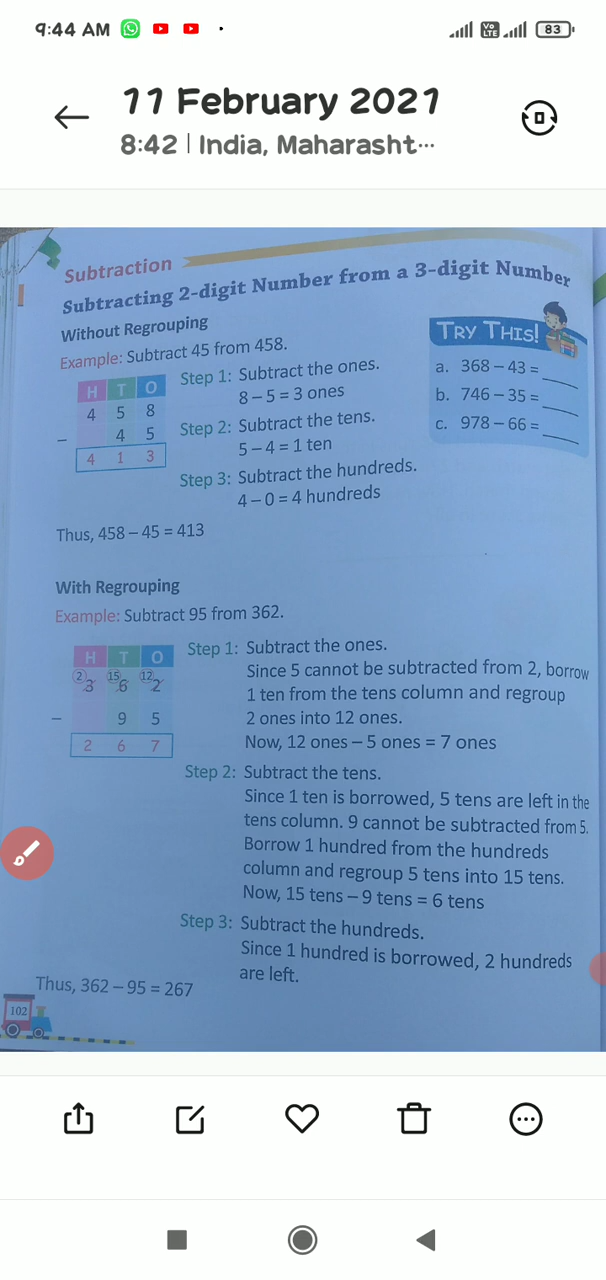 9:44 AM
Vo LTE 83
11 February 2021
8:42 | India, Maharasht···
Subtraction
Subtracting 2-digit Number from a 3-digit Number
Without Regrouping
Example: Subtract 45 from 458.
H T O
4 5 8
– 4 5
4 1 3
Step 1: Subtract the ones.
8 – 5 = 3 ones
Step 2: Subtract the tens.
5 – 4 = 1 ten
Step 3: Subtract the hundreds.
4 – 0 = 4 hundreds
TRY THIS!
a. 368 – 43 = ____
b. 746 – 35 = ____
c. 978 – 66 = ____
Thus, 458 – 45 = 413
With Regrouping
Example: Subtract 95 from 362.
H T O
2 15 12
3 6 2
– 9 5
2 6 7
Step 1: Subtract the ones.
Since 5 cannot be subtracted from 2, borrow
1 ten from the tens column and regroup
2 ones into 12 ones.
Now, 12 ones – 5 ones = 7 ones
Step 2: Subtract the tens.
Since 1 ten is borrowed, 5 tens are left in the
tens column. 9 cannot be subtracted from 5.
Borrow 1 hundred from the hundreds
column and regroup 5 tens into 15 tens.
Now, 15 tens – 9 tens = 6 tens
Step 3: Subtract the hundreds.
Since 1 hundred is borrowed, 2 hundreds
are left.
Thus, 362 – 95 = 267
102